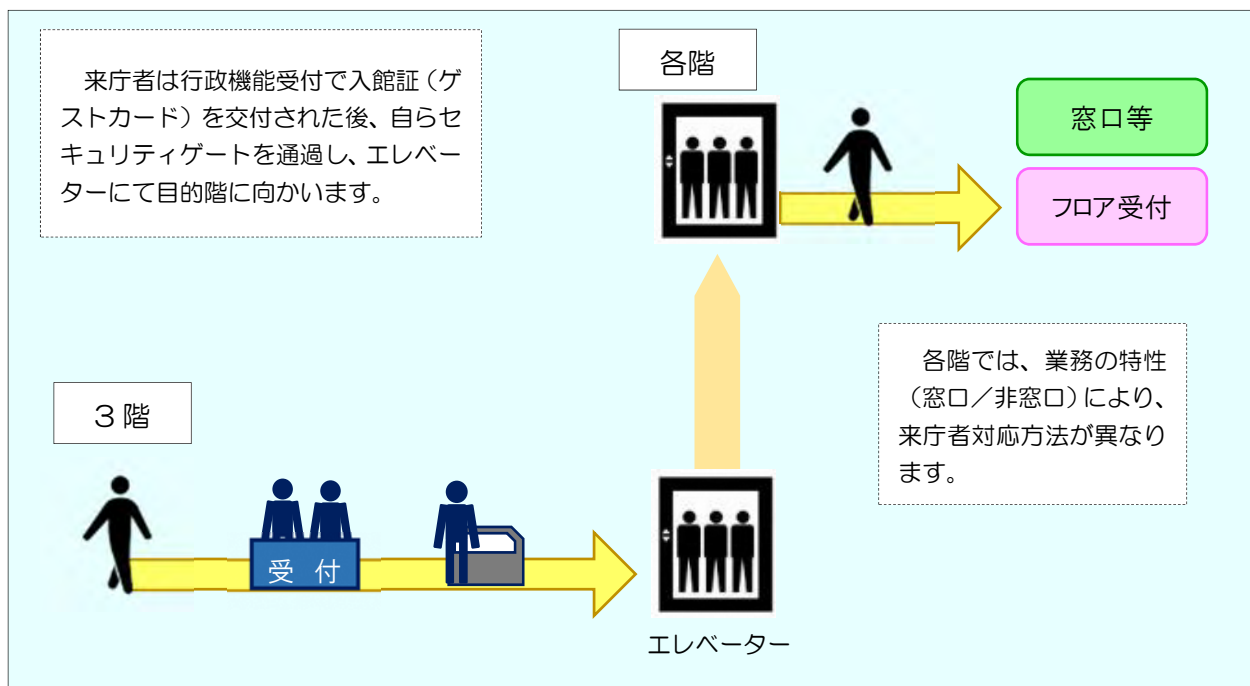 来庁者は行政機能受付で入館証（ゲ
ストカード）を交付された後、自らセ
キュリティゲートを通過し、エレベー
ターにて目的階に向かいます。
各階
窓口等
フロア受付
各階では、業務の特性
（窓口／非窓口）により、
来庁者対応方法が異なり
ます。
３階
受 付
エレベーター